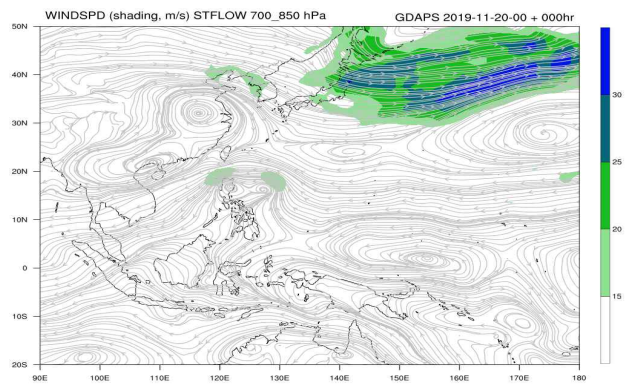 WINDSPD (shading, m/s) STFLOW 700_850 hPa GDAPS 2019-11-20-00 + 000hr
50N
40N
30N
20N
10N
0
10S
20S
90E 100E 110E 120E 130E 140E 150E 160E 170E 180
30
25
20
15